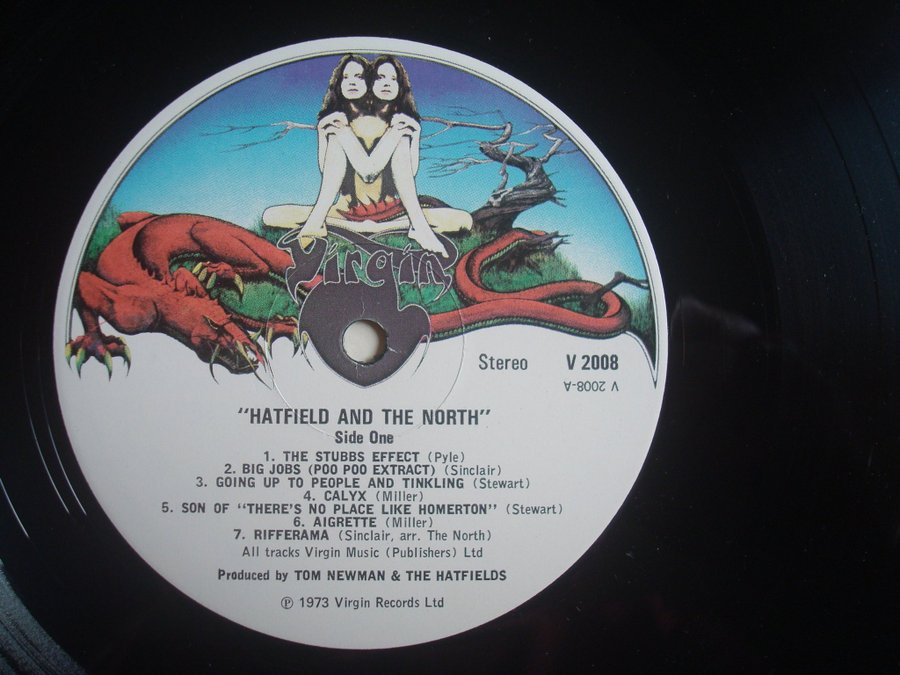 Virgin
Stereo V 2008
V 2008-A
"HATFIELD AND THE NORTH"
Side One
1. THE STUBBS EFFECT (Pyle)
2. BIG JOBS (POO POO EXTRACT) (Sinclair)
3. GOING UP TO PEOPLE AND TINKLING (Stewart)
4. CALYX (Miller)
5. SON OF "THERE'S NO PLACE LIKE HOMERTON" (Stewart)
6. AIGRETTE (Miller)
7. RIFFERAMA (Sinclair, arr. The North)
All tracks Virgin Music (Publishers) Ltd
Produced by TOM NEWMAN & THE HATFIELDS
℗ 1973 Virgin Records Ltd